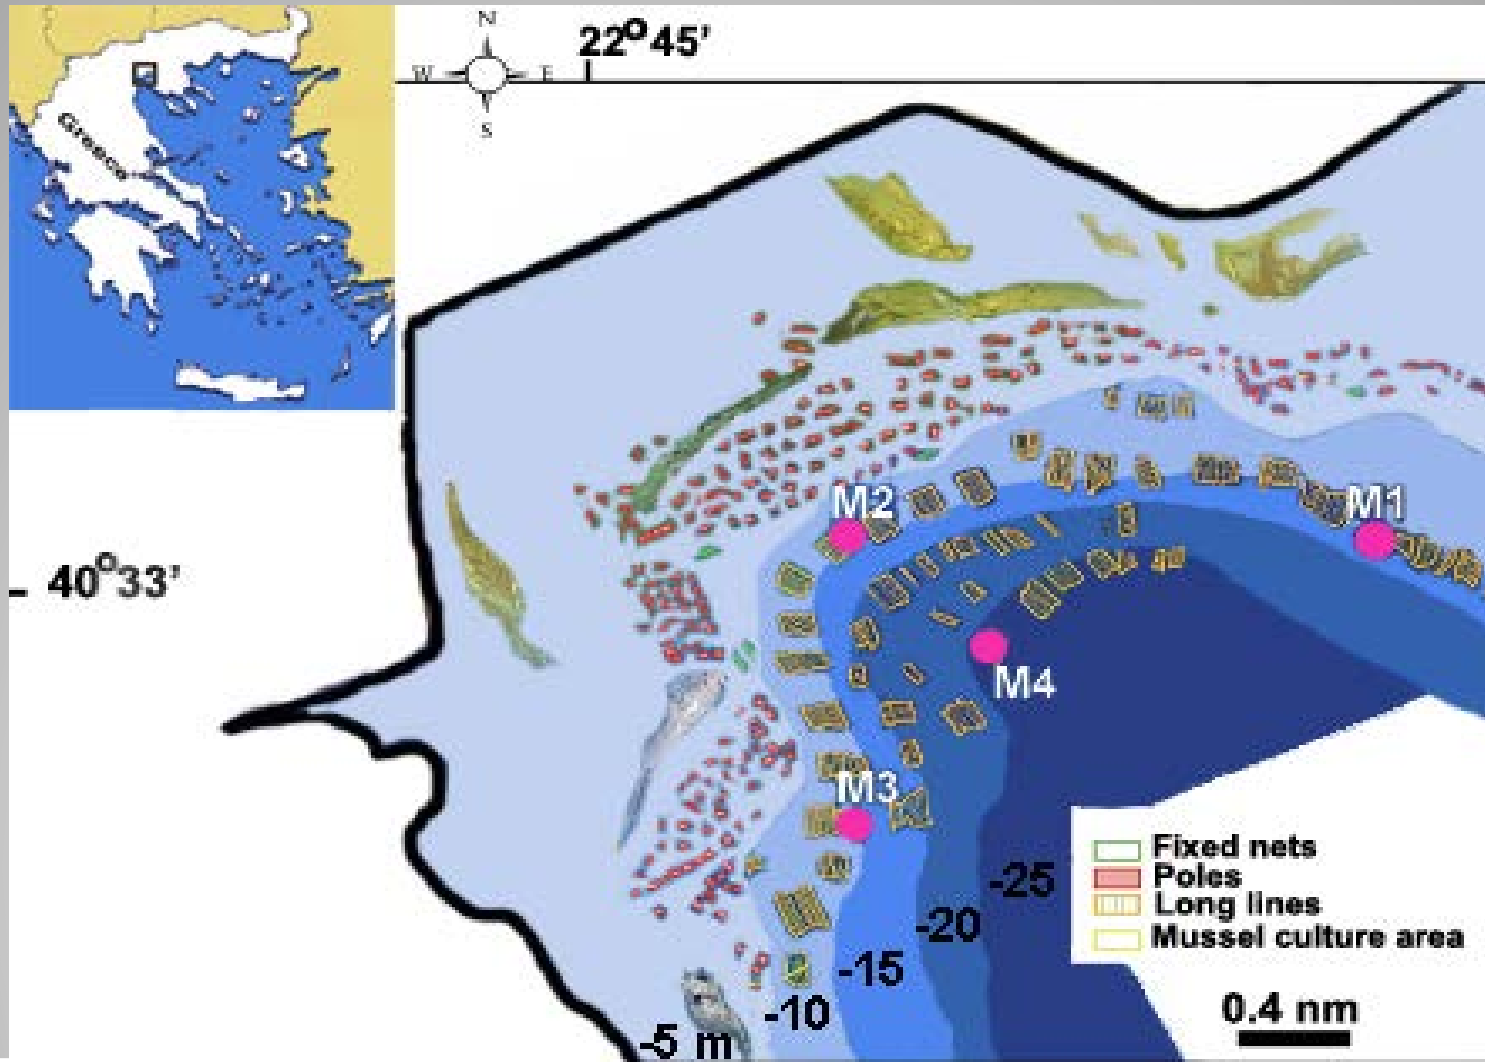 N
W E
S
22°45'
Greece
40°33'
M2
M1
M4
M3
-25
-20
-15
-10
-5 m
Fixed nets
Poles
Long lines
Mussel culture area
0.4 nm